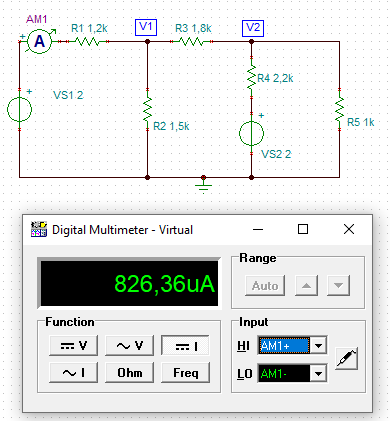 AM1
+
A
R1 1,2k
V1
R3 1,8k
V2
R4 2,2k
+
VS1 2
R2 1,5k
+
VS2 2
R5 1k
Digital Multimeter - Virtual
826,36uA
Range
Auto
Function
V
~ V
I
~ I
Ohm
Freq
Input
HI AM1+
LO AM1-